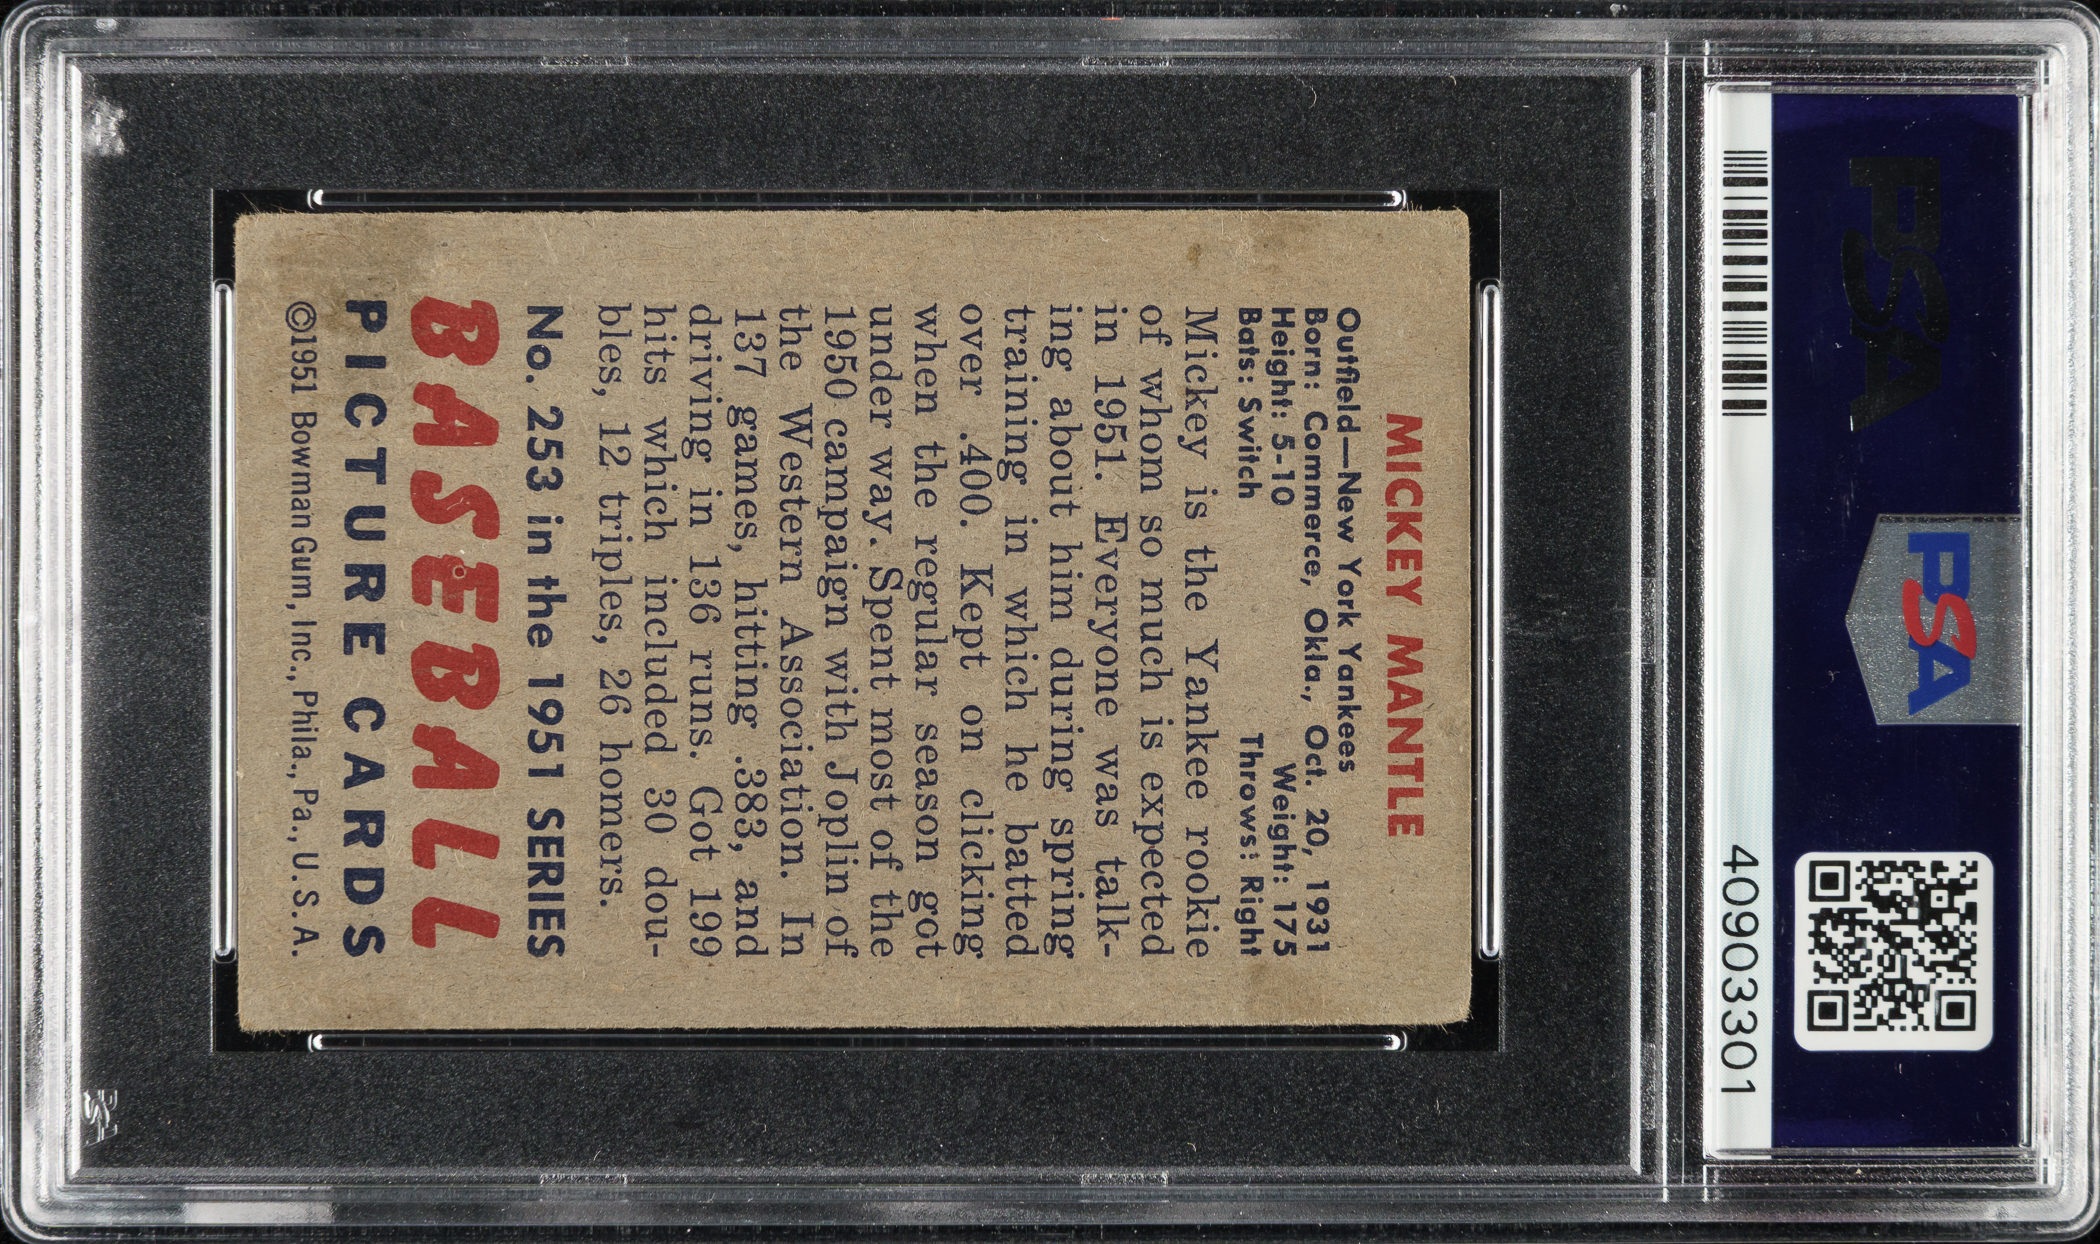 PSA
PSA
40903301
MICKEY MANTLE
Outfield—New York Yankees
Born: Commerce, Okla., Oct. 20, 1931
Height: 5-10 Weight: 175
Bats: Switch Throws: Right
Mickey is the Yankee rookie
of whom so much is expected
in 1951. Everyone was talk-
ing about him during spring
training in which he batted
over .400. Kept on clicking
when the regular season got
under way. Spent most of the
1950 campaign with Joplin of
the Western Association. In
137 games, hitting .383, and
driving in 136 runs. Got 199
hits which included 30 dou-
bles, 12 triples, 26 homers.
No. 253 in the 1951 SERIES
BASEBALL
PICTURE CARDS
©1951 Bowman Gum, Inc., Phila., Pa., U.S.A.